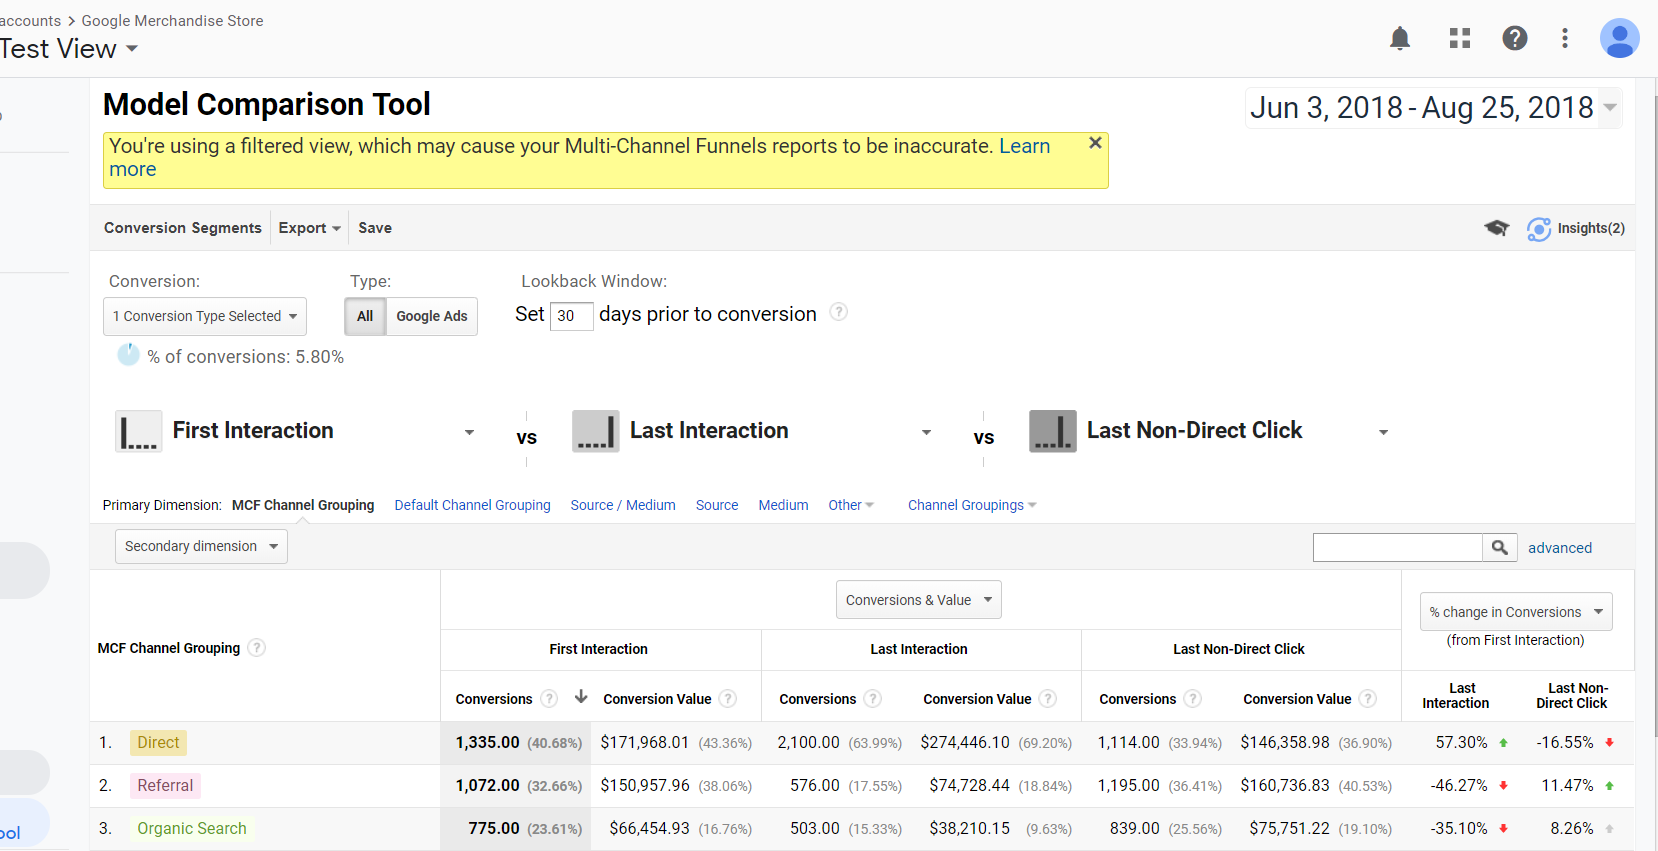 accounts > Google Merchandise Store
Test View
Model Comparison Tool
Jun 3, 2018 - Aug 25, 2018
You're using a filtered view, which may cause your Multi-Channel Funnels reports to be inaccurate. Learn
more
Conversion Segments Export Save
Insights(2)
Conversion: Type: Lookback Window:
1 Conversion Type Selected All Google Ads Set 30 days prior to conversion ?
% of conversions: 5.80%
First Interaction vs Last Interaction vs Last Non-Direct Click
Primary Dimension: MCF Channel Grouping Default Channel Grouping Source / Medium Source Medium Other Channel Groupings
Secondary dimension advanced
Conversions & Value % change in Conversions
(from First Interaction)
MCF Channel Grouping ? First Interaction Last Interaction Last Non-Direct Click
Conversions ? Conversion Value ? Conversions ? Conversion Value ? Conversions ? Conversion Value ? Last Last Non-
Interaction Direct Click
1. Direct 1,335.00 (40.68%) $171,968.01 (43.36%) 2,100.00 (63.99%) $274,446.10 (69.20%) 1,114.00 (33.94%) $146,358.98 (36.90%) 57.30% -16.55%
2. Referral 1,072.00 (32.66%) $150,957.96 (38.06%) 576.00 (17.55%) $74,728.44 (18.84%) 1,195.00 (36.41%) $160,736.83 (40.53%) -46.27% 11.47%
3. Organic Search 775.00 (23.61%) $66,454.93 (16.76%) 503.00 (15.33%) $38,210.15 (9.63%) 839.00 (25.56%) $75,751.22 (19.10%) -35.10% 8.26%
ool